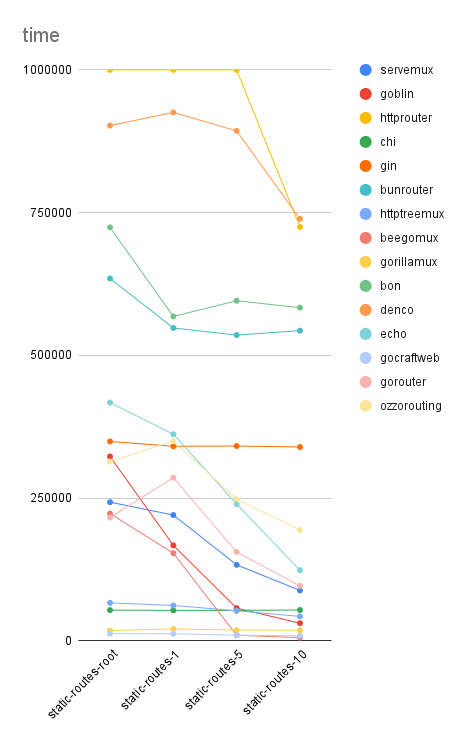 time
1000000
750000
500000
250000
0
static-routes-root
static-routes-1
static-routes-5
static-routes-10
servemux
goblin
httprouter
chi
gin
bunrouter
httptreemux
beegomux
gorillamux
bon
denco
echo
gocraftweb
gorouter
ozzorouting